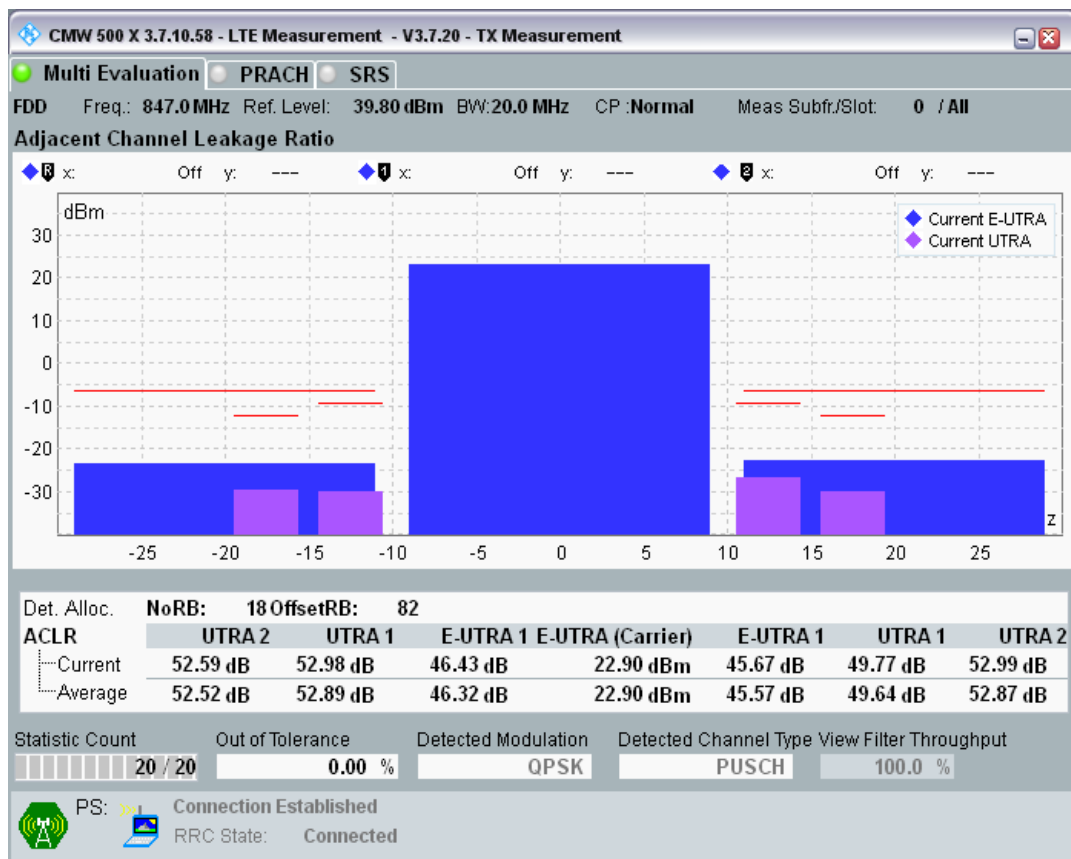 CMW 500 X 3.7.10.58 - LTE Measurement - V3.7.20 - TX Measurement
Multi Evaluation PRACH SRS
FDD Freq.: 847.0 MHz Ref. Level: 39.80 dBm BW:20.0 MHz CP :Normal Meas Subfr./Slot: 0 / All
Adjacent Channel Leakage Ratio
R x: Off y: --- 1 x: Off y: --- 2 x: Off y: ---
dBm
Current E-UTRA
Current UTRA
30
20
10
0
-10
-20
-30
z
-25 -20 -15 -10 -5 0 5 10 15 20 25
Det. Alloc. NoRB: 18 OffsetRB: 82
ACLR UTRA 2 UTRA 1 E-UTRA 1 E-UTRA (Carrier) E-UTRA 1 UTRA 1 UTRA 2
Current 52.59 dB 52.98 dB 46.43 dB 22.90 dBm 45.67 dB 49.77 dB 52.99 dB
Average 52.52 dB 52.89 dB 46.32 dB 22.90 dBm 45.57 dB 49.64 dB 52.87 dB
Statistic Count Out of Tolerance Detected Modulation Detected Channel Type View Filter Throughput
20 / 20 0.00 % QPSK PUSCH 100.0 %
PS: Connection Established
RRC State: Connected